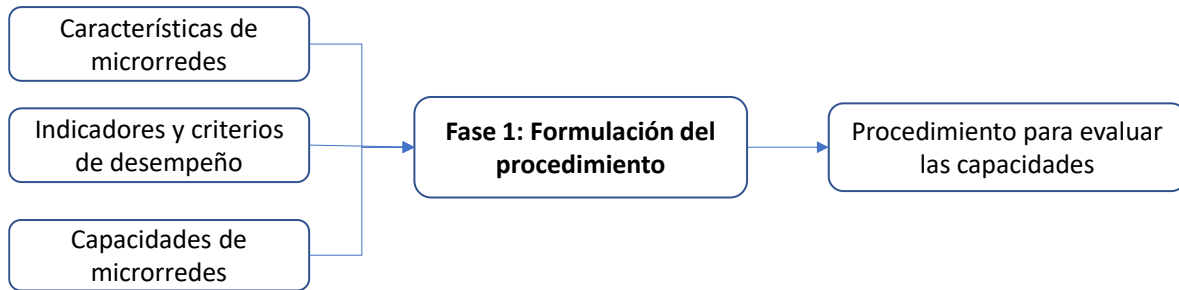 Características de
microrredes
Indicadores y criterios
de desempeño
Capacidades de
microrredes
Fase 1: Formulación del
procedimiento
Procedimiento para evaluar
las capacidades